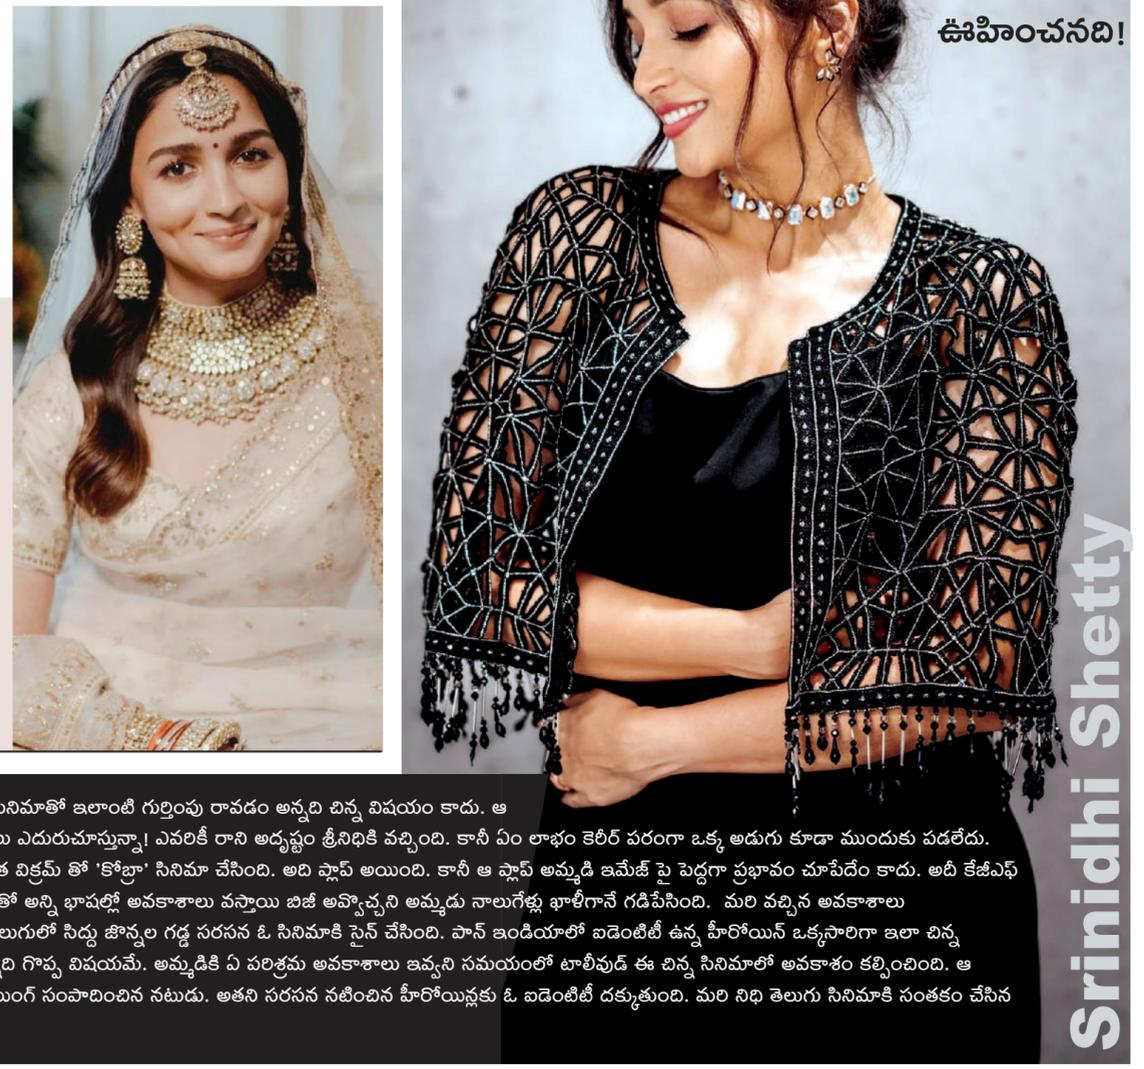 ఊహించనది!
సినిమాతో ఇలాంటి గుర్తింపు రావడం అన్నది చిన్న విషయం కాదు. ఆ
ఎదురుచూస్తున్నా! ఎవరికీ రాని అదృష్టం శ్రీనిధికి వచ్చింది. కానీ ఏం లాభం కెరీర్ పరంగా ఒక్క అడుగు కూడా ముందుకు పడలేదు.
విక్రమ్ తో 'కోబ్రా' సినిమా చేసింది. అది ప్లాప్ అయింది. కానీ ఆ ప్లాప్ అమ్మడి ఇమేజ్ పై పెద్దగా ప్రభావం చూపేదేం కాదు. అదీ కేజీఎఫ్
తో అన్ని భాషల్లో అవకాశాలు వస్తాయి బిజీ అవ్వొచ్చని అమ్మడు నాలుగేళ్లు ఖాళీగానే గడిపేసింది. మరి వచ్చిన అవకాశాలు
సిద్దు జొన్నల గడ్డ సరసన ఓ సినిమాకి సైన్ చేసింది. పాన్ ఇండియాలో ఐడెంటిటీ ఉన్న హీరోయిన్ ఒక్కసారిగా ఇలా చిన్న
గొప్ప విషయమే. అమ్మడికి ఏ పరిశ్రమ అవకాశాలు ఇవ్వని సమయంలో టాలీవుడ్ ఈ చిన్న సినిమాలో అవకాశం కల్పించింది. ఆ
సంపాదించిన నటుడు. అతని సరసన నటించిన హీరోయిన్లకు ఓ ఐడెంటిటీ దక్కుతుంది. మరి నిధి తెలుగు సినిమాకి సంతకం చేసిన
Srinidhi Shetty